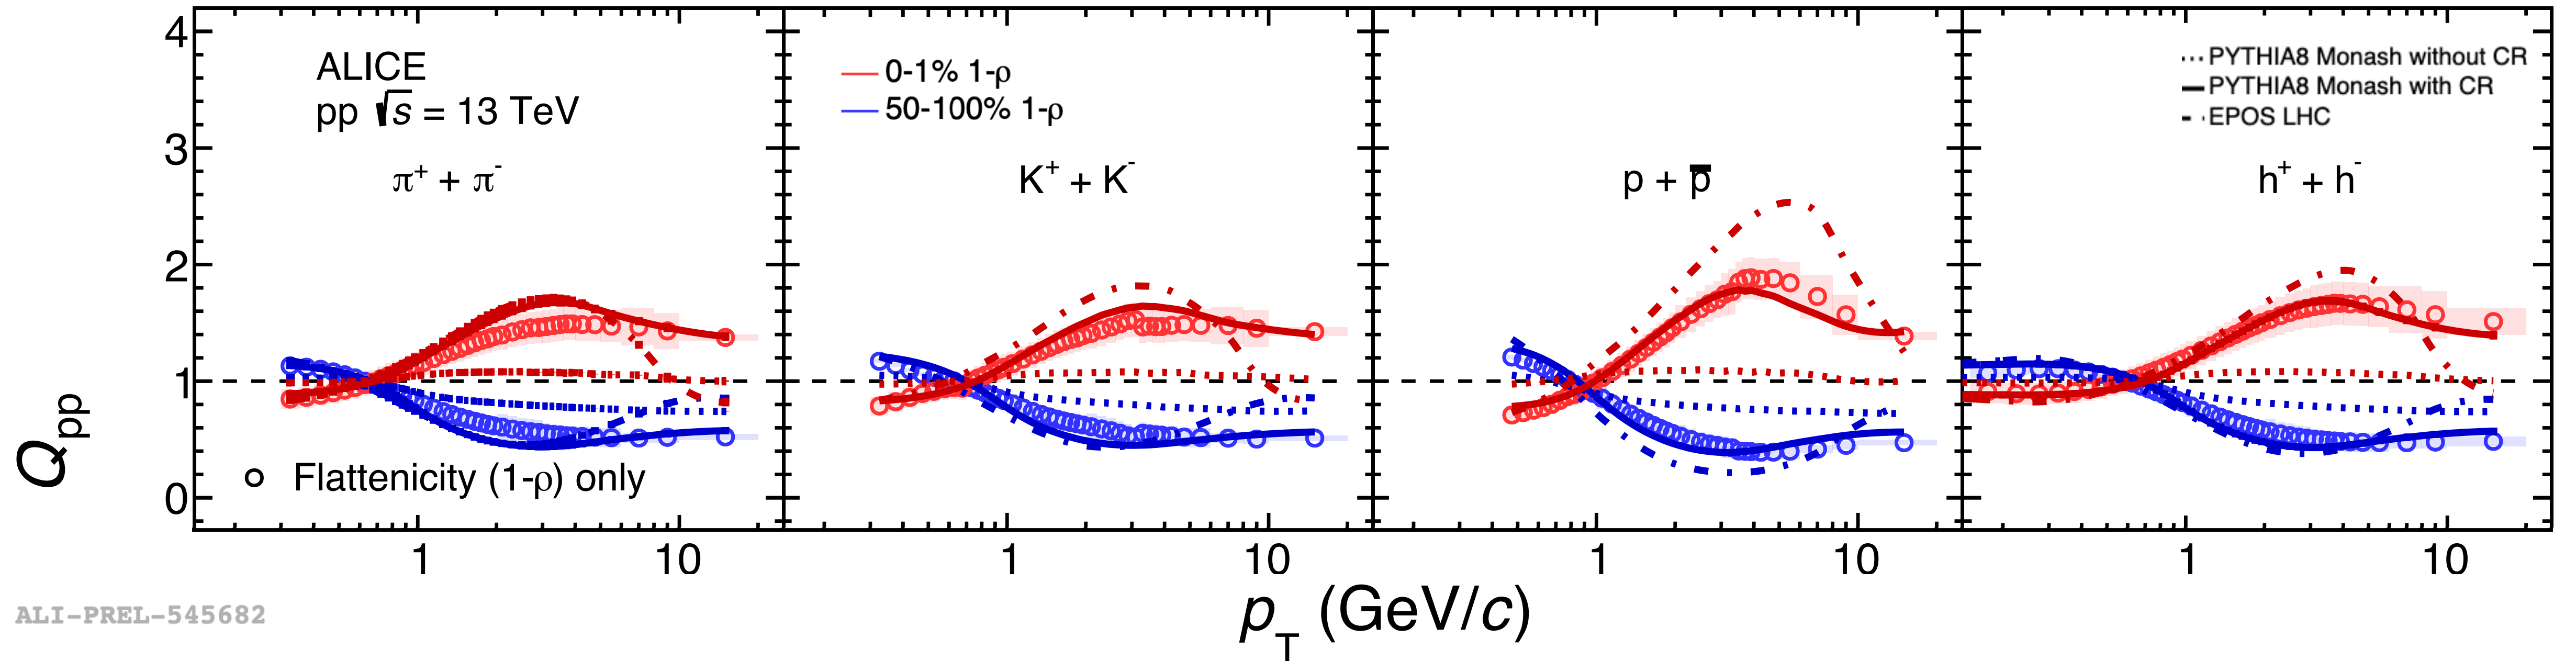 4
3
2
1
0
Qpp
ALICE
pp √s = 13 TeV
π⁺ + π⁻
Flattenicity (1-ρ) only
0-1% 1-ρ
50-100% 1-ρ
K⁺ + K⁻
p + p̅
PYTHIA8 Monash without CR
PYTHIA8 Monash with CR
EPOS LHC
h⁺ + h⁻
1 10 1 10 1 10 1 10
pT (GeV/c)
ALI-PREL-545682